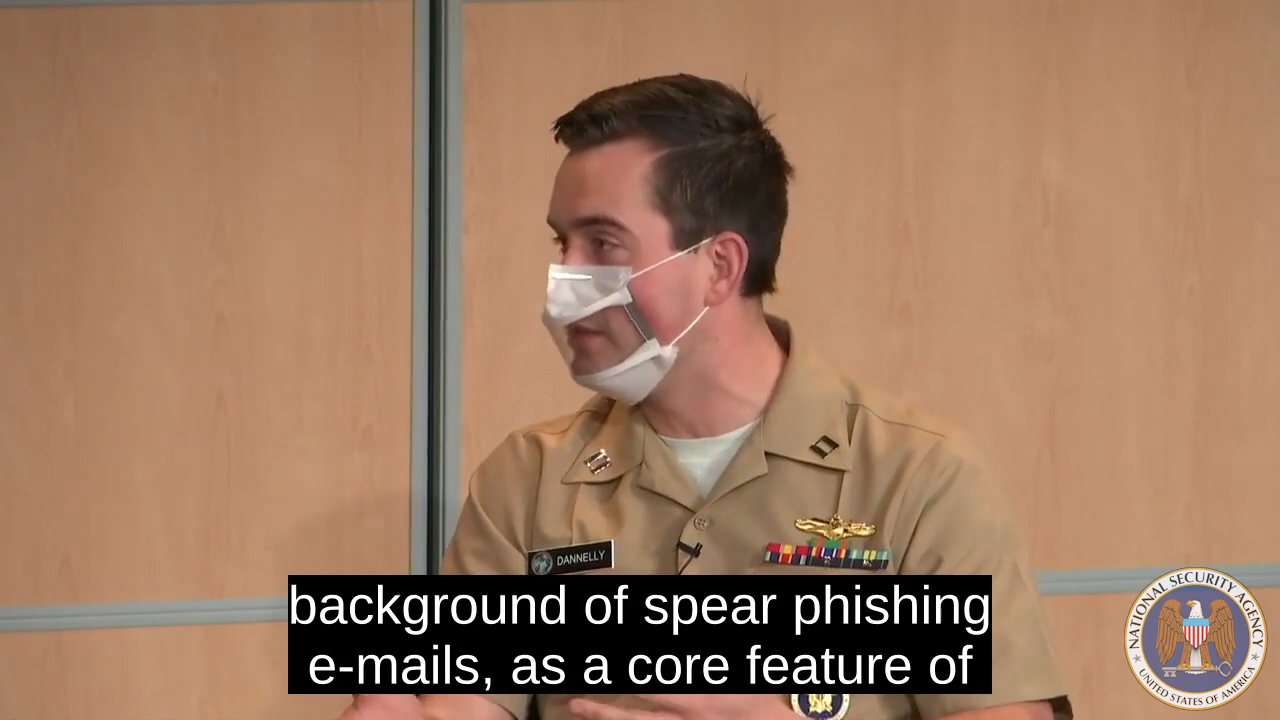 DANNELLY
background of spear phishing
e-mails, as a core feature of
NATIONAL SECURITY AGENCY
UNITED STATES OF AMERICA